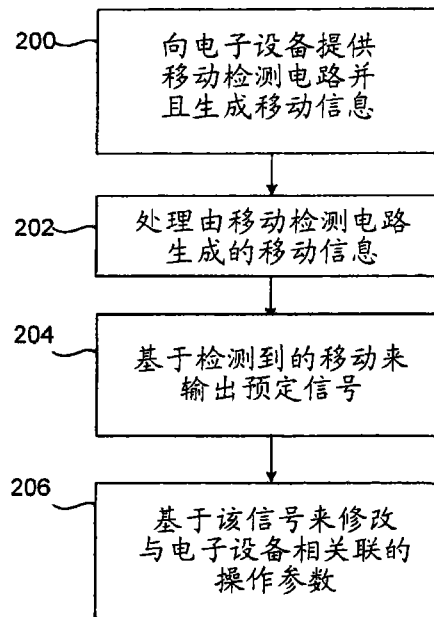 200
向电子设备提供
移动检测电路并
且生成移动信息
202
处理由移动检测电路
生成的移动信息
204
基于检测到的移动来
输出预定信号
206
基于该信号来修改
与电子设备相关联的
操作参数